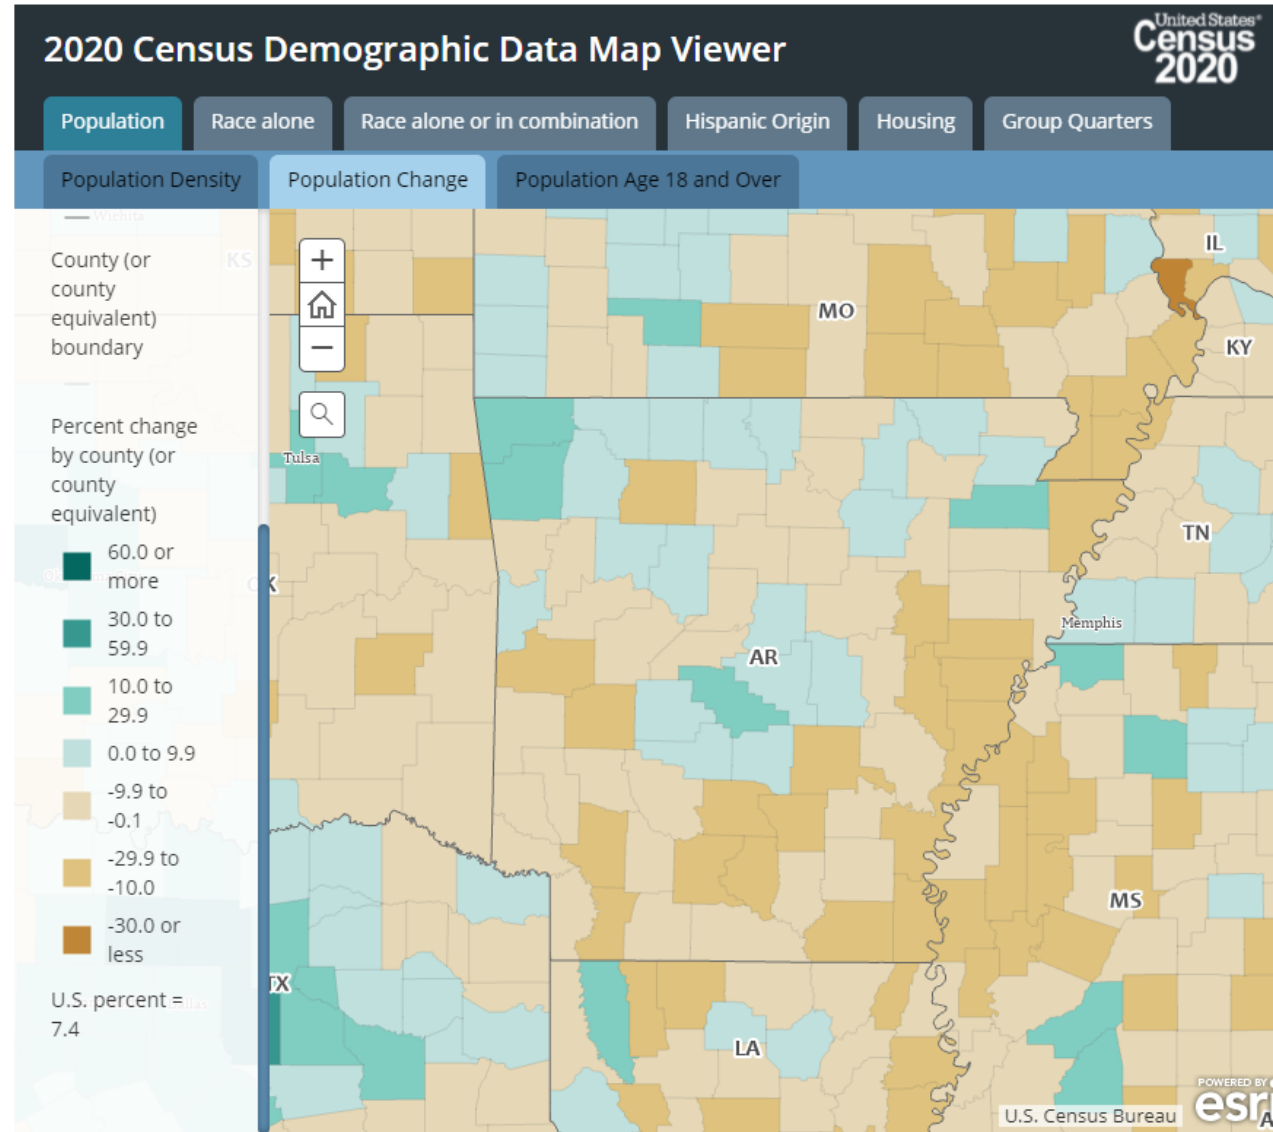 2020 Census Demographic Data Map Viewer
United States®
Census
2020
Population
Race alone
Race alone or in combination
Hispanic Origin
Housing
Group Quarters
Population Density
Population Change
Population Age 18 and Over
Wichita
KS
County (or
county
equivalent)
boundary
Percent change
by county (or
county
equivalent)
60.0 or
more
30.0 to
59.9
10.0 to
29.9
0.0 to 9.9
-9.9 to
-0.1
-29.9 to
-10.0
-30.0 or
less
U.S. percent =
7.4
+
−
IL
MO
KY
Tulsa
TN
OK
Memphis
AR
MS
TX
LA
POWERED BY
esri
U.S. Census Bureau
A